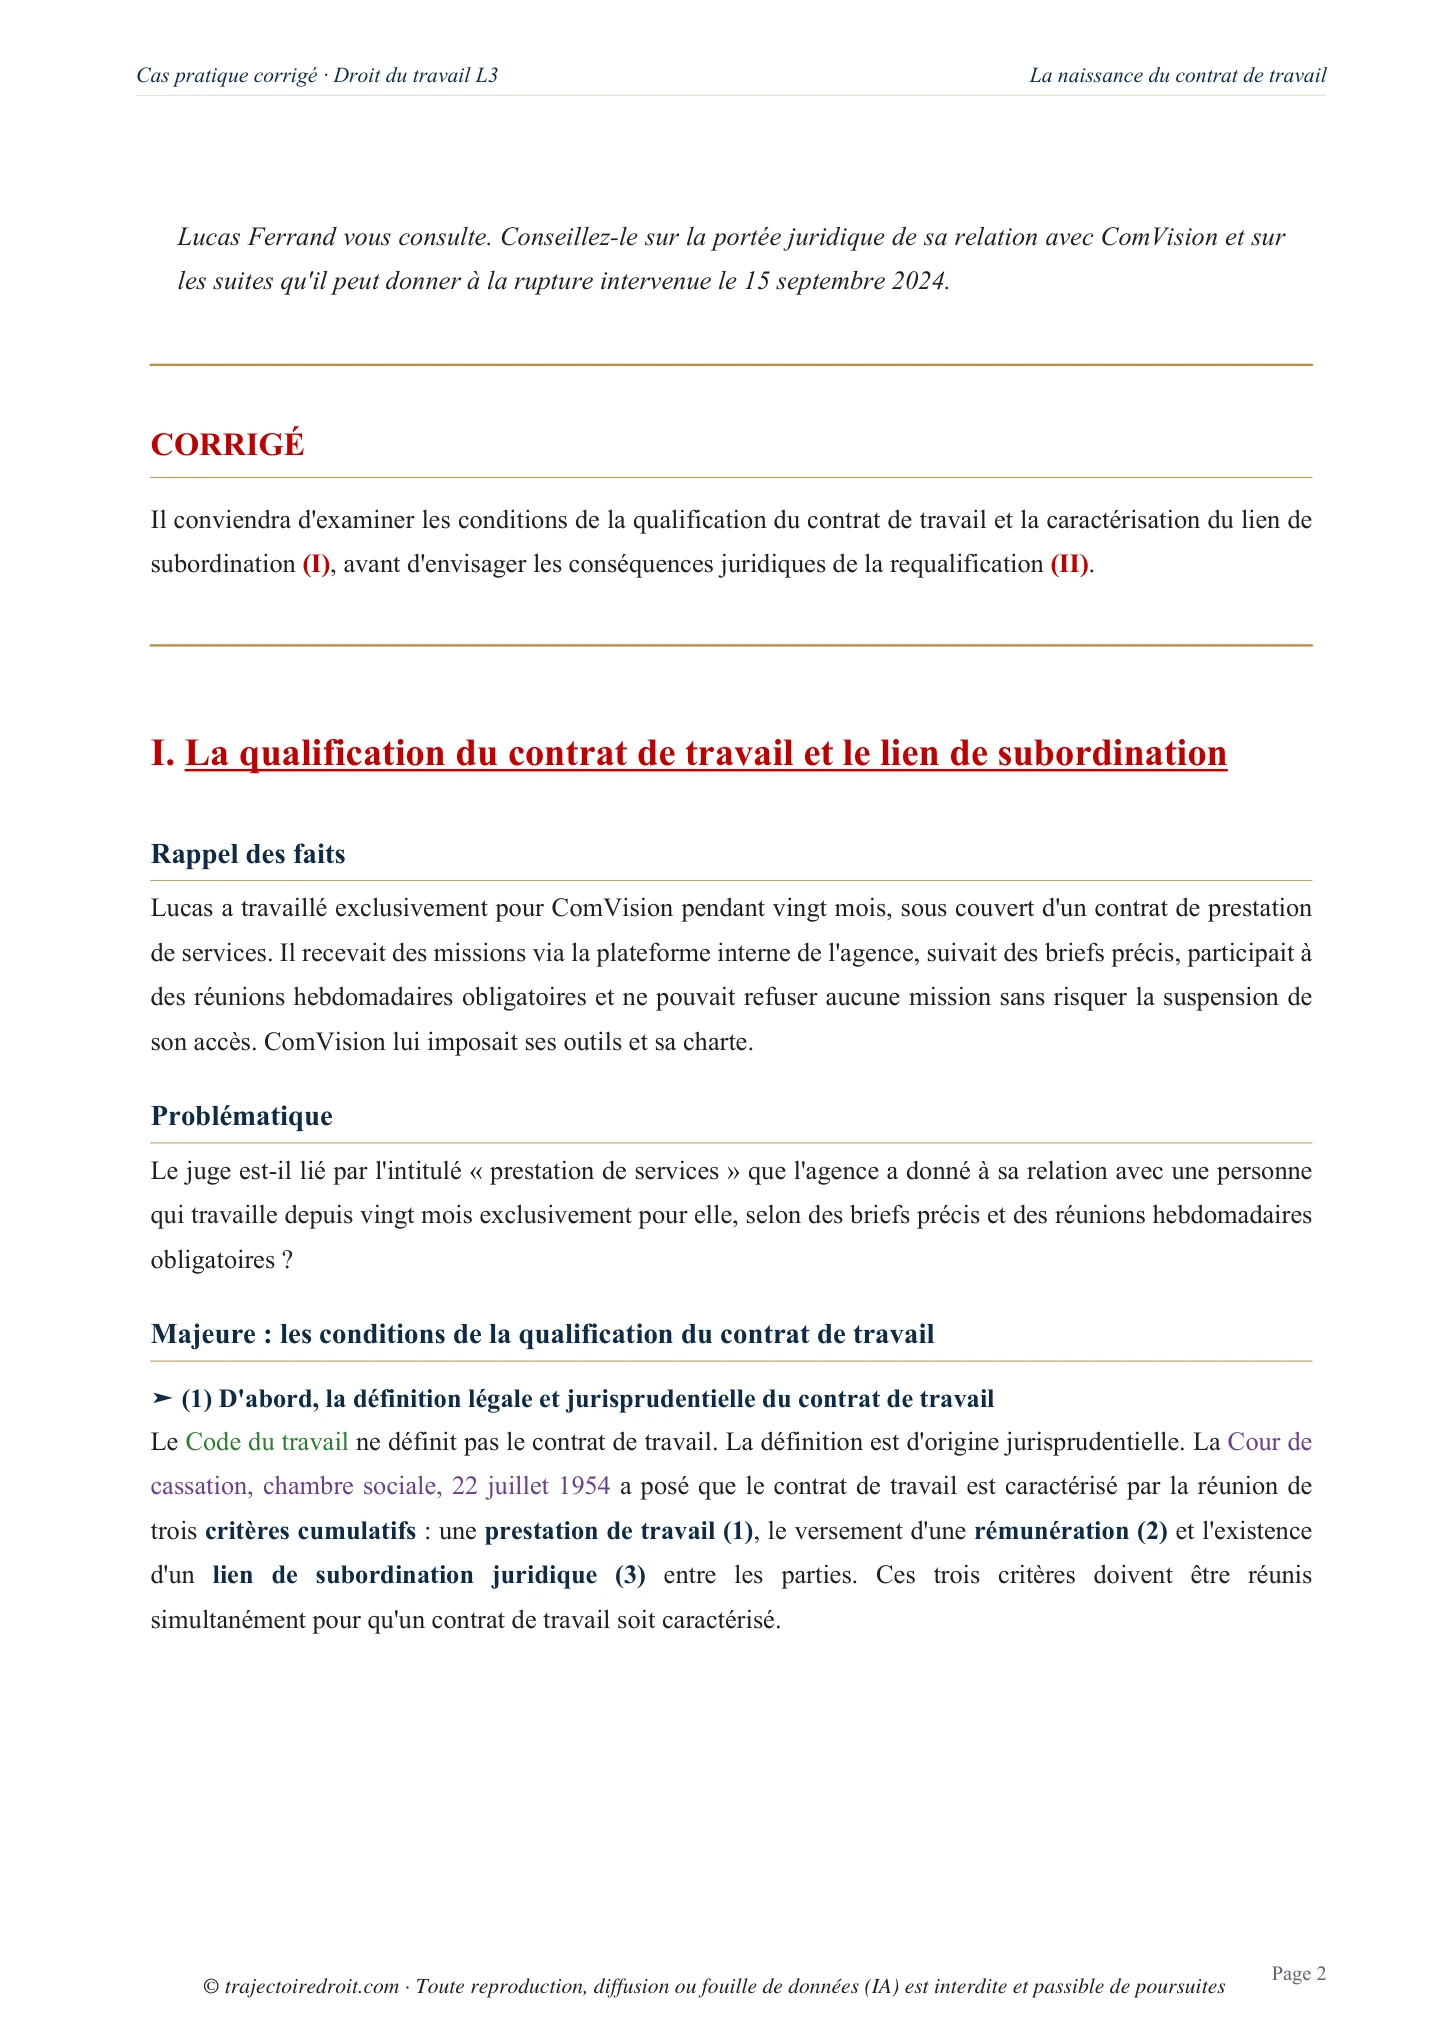 Cas pratique corrigé · Droit du travail L3
La naissance du contrat de travail
Lucas Ferrand vous consulte. Conseillez-le sur la portée juridique de sa relation avec ComVision et sur
les suites qu'il peut donner à la rupture intervenue le 15 septembre 2024.
CORRIGÉ
Il conviendra d'examiner les conditions de la qualification du contrat de travail et la caractérisation du lien de
subordination (I), avant d'envisager les conséquences juridiques de la requalification (II).
I. La qualification du contrat de travail et le lien de subordination
Rappel des faits
Lucas a travaillé exclusivement pour ComVision pendant vingt mois, sous couvert d'un contrat de prestation
de services. Il recevait des missions via la plateforme interne de l'agence, suivait des briefs précis, participait à
des réunions hebdomadaires obligatoires et ne pouvait refuser aucune mission sans risquer la suspension de
son accès. ComVision lui imposait ses outils et sa charte.
Problématique
Le juge est-il lié par l'intitulé « prestation de services » que l'agence a donné à sa relation avec une personne
qui travaille depuis vingt mois exclusivement pour elle, selon des briefs précis et des réunions hebdomadaires
obligatoires ?
Majeure : les conditions de la qualification du contrat de travail
➢ (1) D'abord, la définition légale et jurisprudentielle du contrat de travail
Le Code du travail ne définit pas le contrat de travail. La définition est d'origine jurisprudentielle. La Cour de
cassation, chambre sociale, 22 juillet 1954 a posé que le contrat de travail est caractérisé par la réunion de
trois critères cumulatifs : une prestation de travail (1), le versement d'une rémunération (2) et l'existence
d'un lien de subordination juridique (3) entre les parties. Ces trois critères doivent être réunis
simultanément pour qu'un contrat de travail soit caractérisé.
Page 2
© trajectoiredroit.com · Toute reproduction, diffusion ou fouille de données (IA) est interdite et passible de poursuites